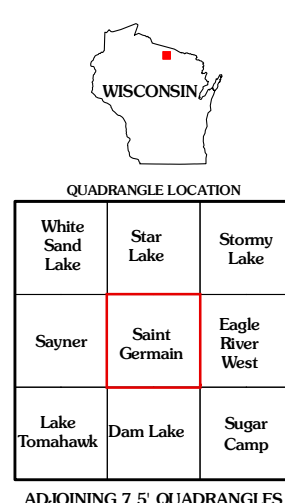 WISCONSIN
QUADRANGLE LOCATION
White
Sand
Lake
Star
Lake
Stormy
Lake
Sayner
Saint
Germain
Eagle
River
West
Lake
Tomahawk
Dam Lake
Sugar
Camp
ADJOINING 7.5' QUADRANGLES